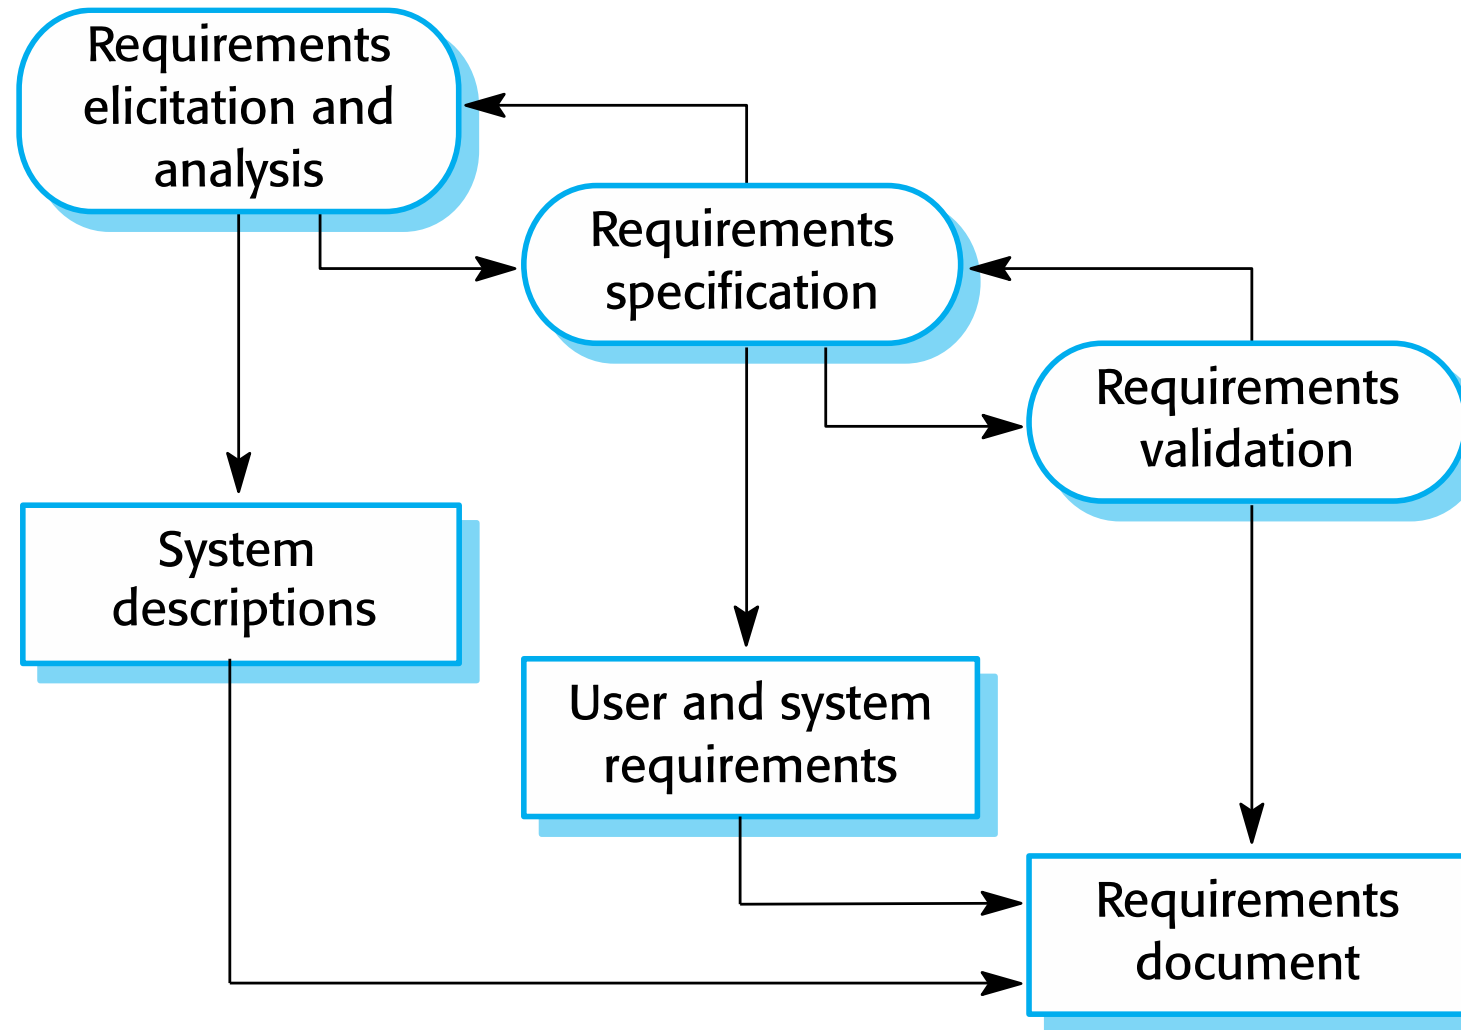 Requirements
elicitation and
analysis
Requirements
specification
Requirements
validation
System
descriptions
User and system
requirements
Requirements
document